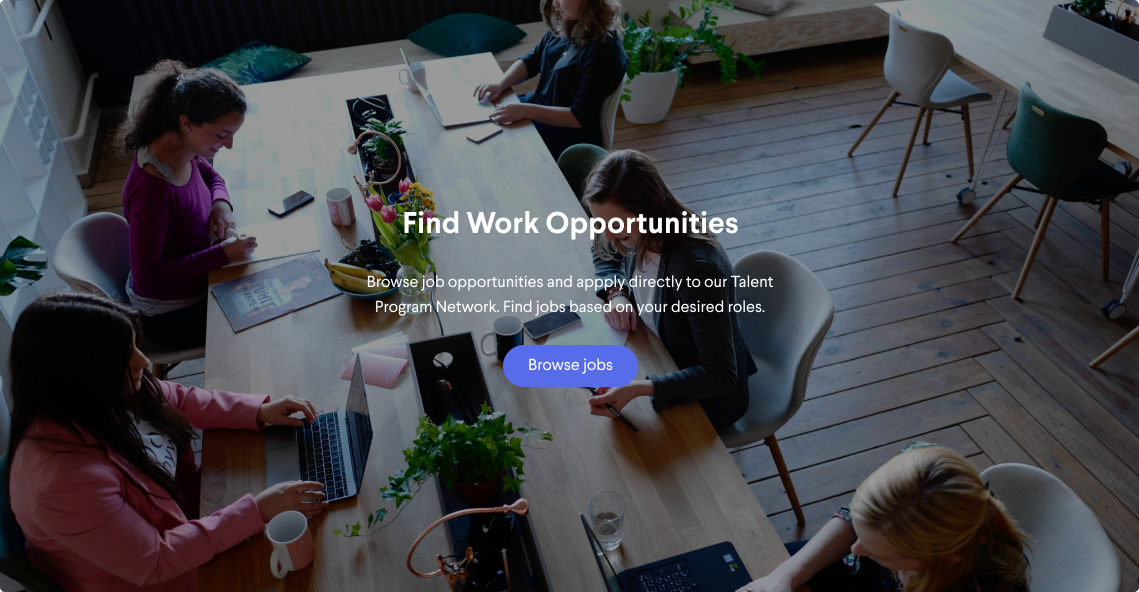 Find Work Opportunities
Browse job opportunities and appply directly to our Talent
Program Network. Find jobs based on your desired roles.
Browse jobs